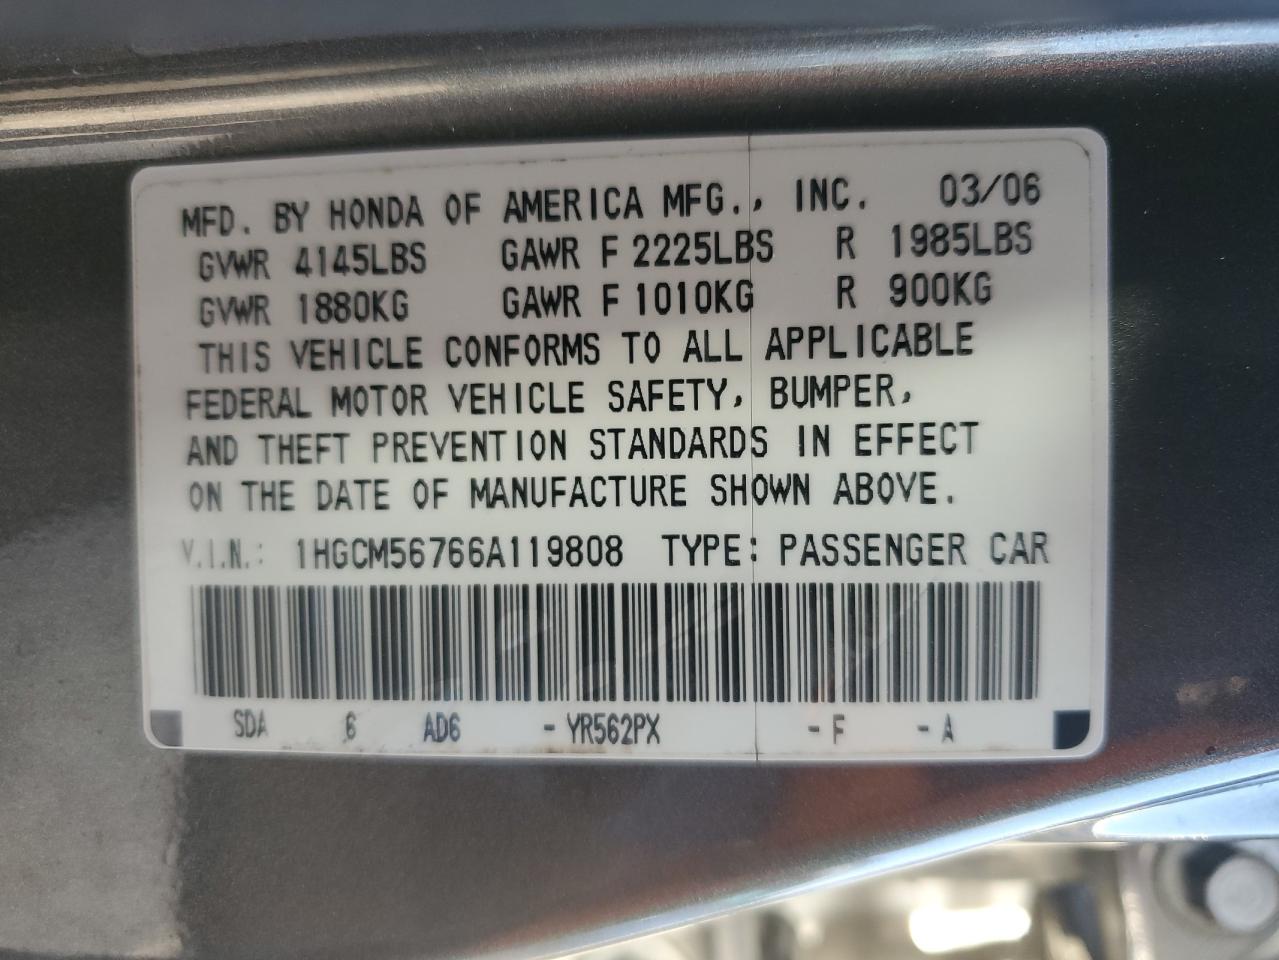 MFD. BY HONDA OF AMERICA MFG., INC. 03/06
GVWR 4145LBS GAWR F 2225LBS R 1985LBS
GVWR 1880KG GAWR F 1010KG R 900KG
THIS VEHICLE CONFORMS TO ALL APPLICABLE
FEDERAL MOTOR VEHICLE SAFETY, BUMPER,
AND THEFT PREVENTION STANDARDS IN EFFECT
ON THE DATE OF MANUFACTURE SHOWN ABOVE.
V.I.N.: 1HGCM56766A119808 TYPE: PASSENGER CAR
SDA 6 AD6 - YR562PX - F - A